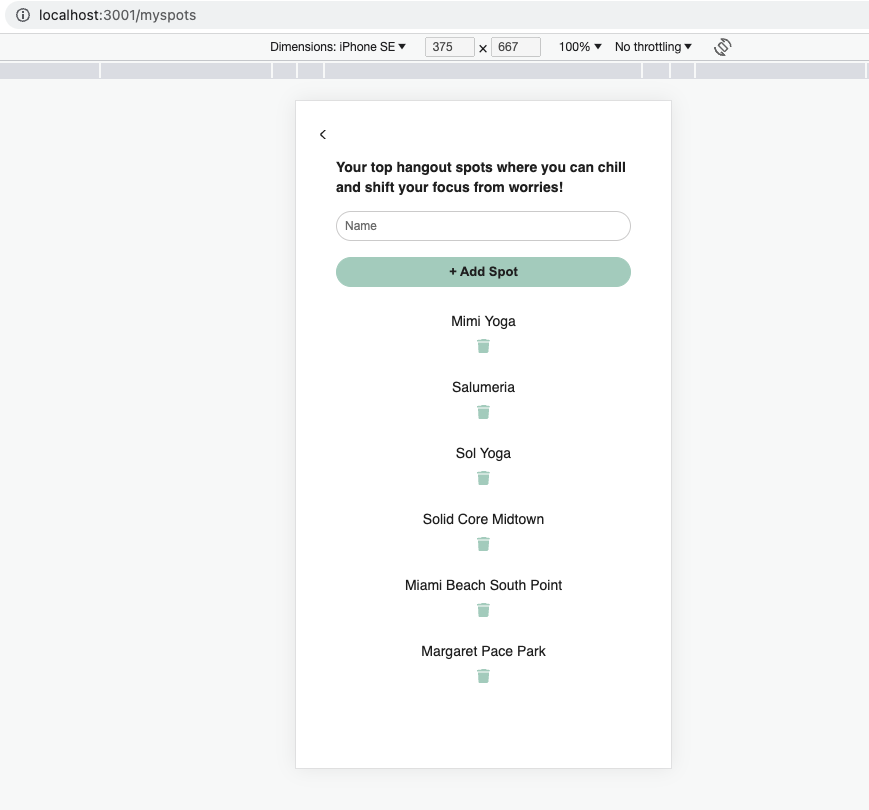 localhost:3001/myspots
Dimensions: iPhone SE 375 × 667 100% No throttling
Your top hangout spots where you can chill
and shift your focus from worries!
Name
+ Add Spot
Mimi Yoga
Salumeria
Sol Yoga
Solid Core Midtown
Miami Beach South Point
Margaret Pace Park